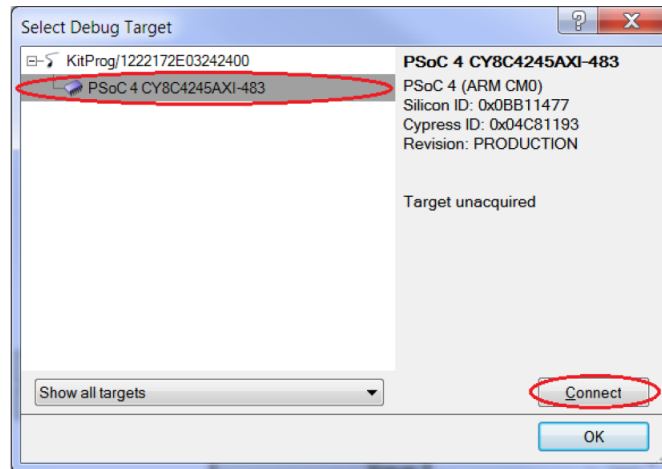 Select Debug Target
KitProg/1222172E03242400
PSoC 4 CY8C4245AXI-483
PSoC 4 CY8C4245AXI-483
PSoC 4 (ARM CM0)
Silicon ID: 0x0BB11477
Cypress ID: 0x04C81193
Revision: PRODUCTION
Target unacquired
Show all targets
Connect
OK